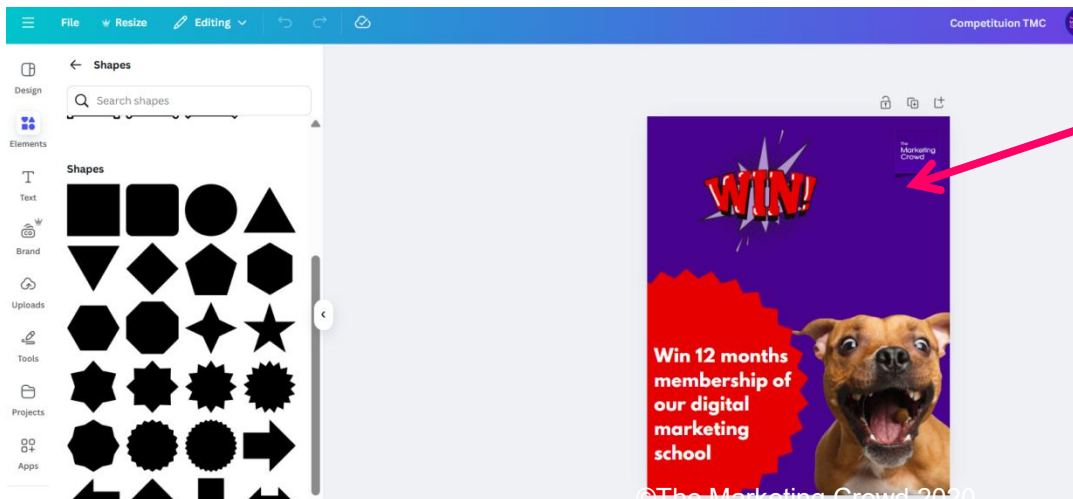 File
Resize
Editing
Competituion TMC
Design
Elements
Text
Brand
Uploads
Tools
Projects
Apps
Shapes
Search shapes
Shapes
The
Marketing
Crowd
WIN!
Win 12 months
membership of
our digital
marketing
school
©The Marketing Crowd 2020